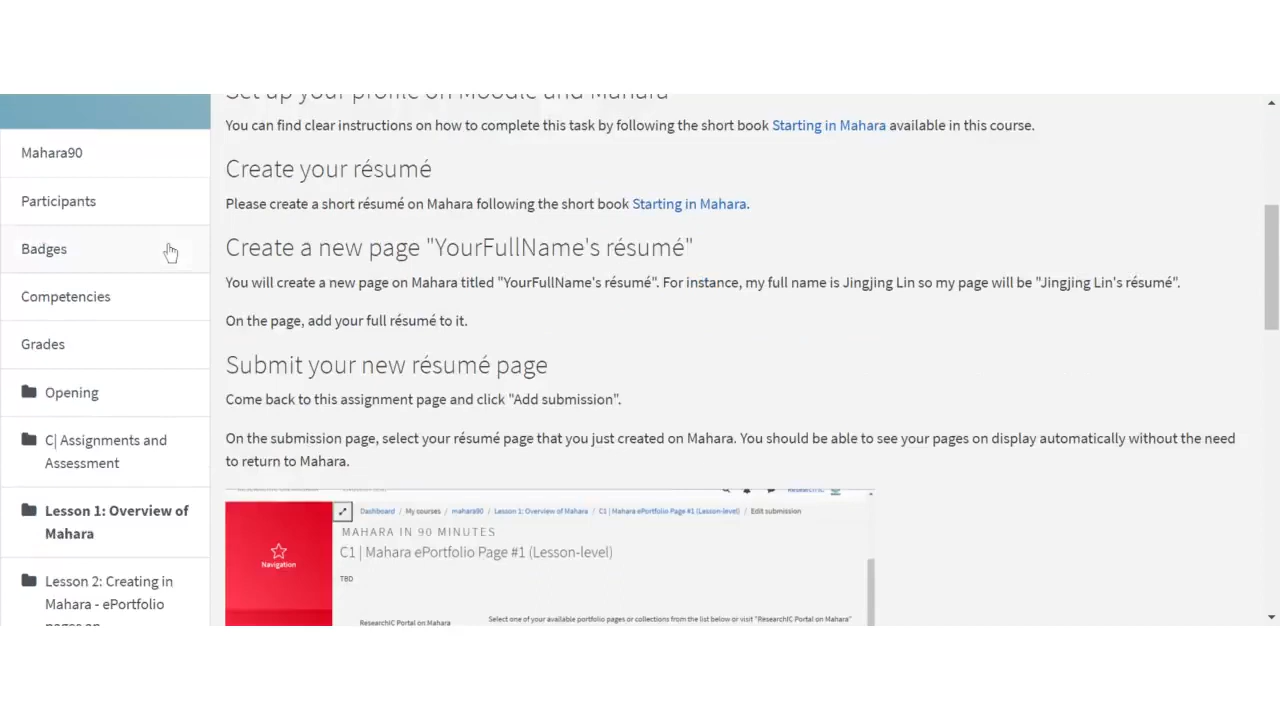 Set up your profile on Moodle and Mahara
You can find clear instructions on how to complete this task by following the short book Starting in Mahara available in this course.
Mahara90
Create your résumé
Participants
Please create a short résumé on Mahara following the short book Starting in Mahara.
Badges
Create a new page "YourFullName's résumé"
You will create a new page on Mahara titled "YourFullName's résumé". For instance, my full name is Jingjing Lin so my page will be "Jingjing Lin's résumé".
Competencies
On the page, add your full résumé to it.
Grades
Submit your new résumé page
Opening
Come back to this assignment page and click "Add submission".
C| Assignments and
Assessment
On the submission page, select your résumé page that you just created on Mahara. You should be able to see your pages on display automatically without the need
to return to Mahara.
Lesson 1: Overview of
Mahara
Dashboard / My courses / mahara90 / Lesson 1: Overview of Mahara / C1 | Mahara ePortfolio Page #1 (Lesson-level) / Edit submission
MAHARA IN 90 MINUTES
C1 | Mahara ePortfolio Page #1 (Lesson-level)
Navigation
TBD
Lesson 2: Creating in
Mahara - ePortfolio
pages an
ResearchIC Portal on Mahara
Select one of your available portfolio pages or collections from the list below or visit "ResearchIC Portal on Mahara"